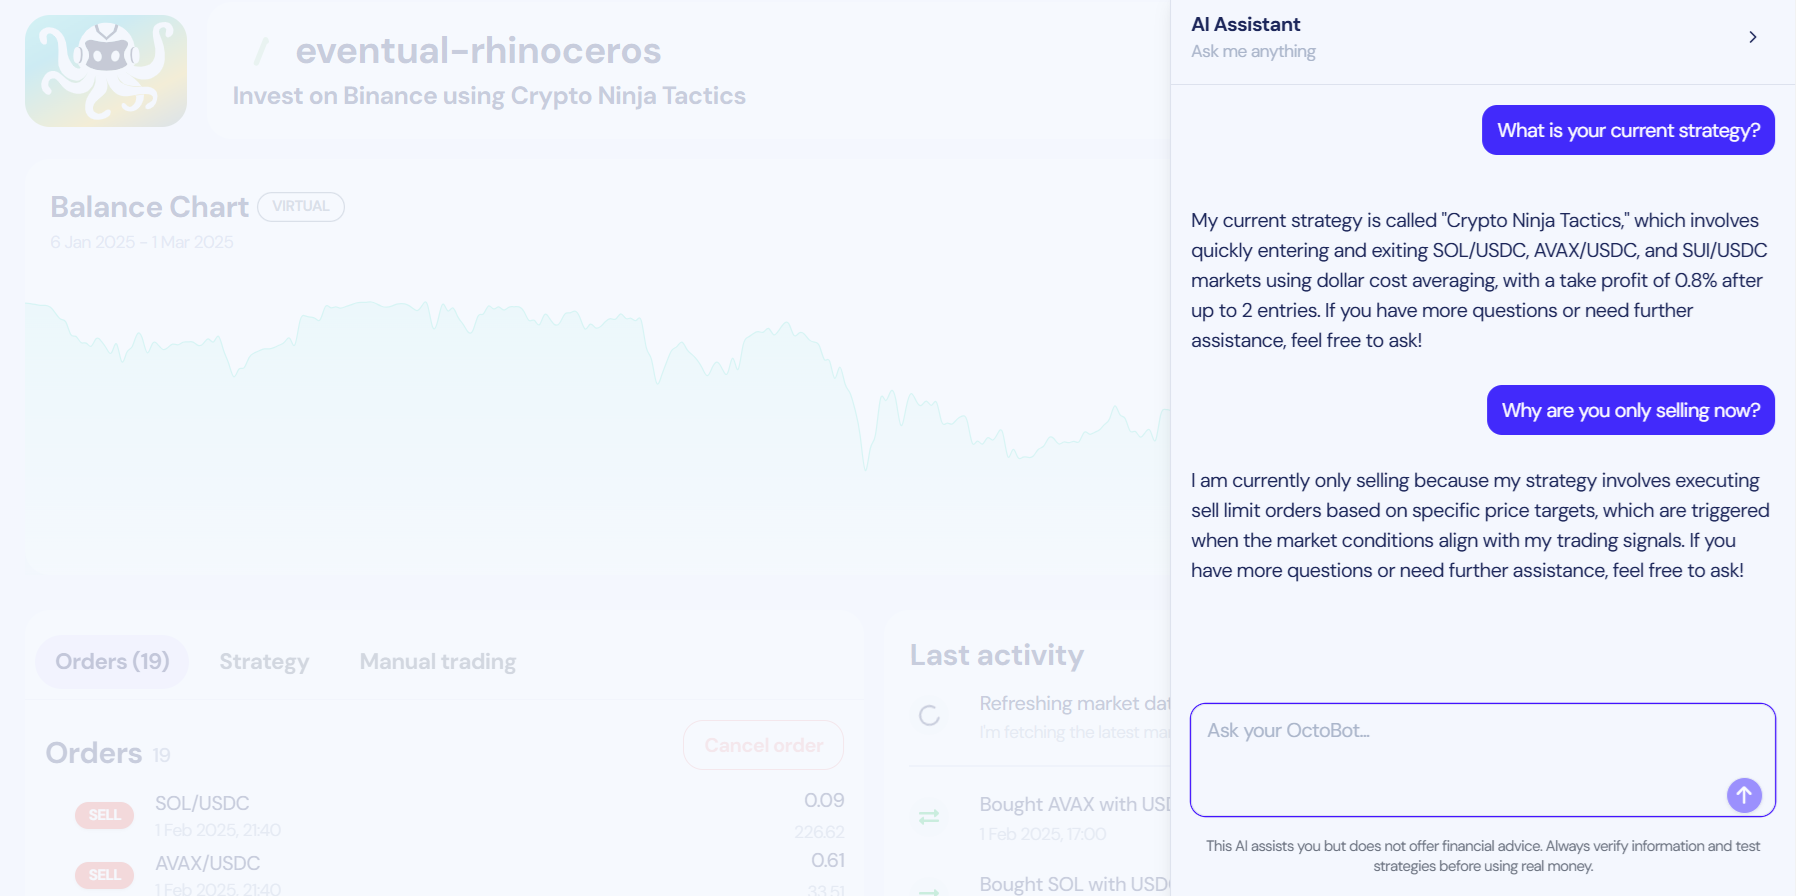 / eventual-rhinoceros
Invest on Binance using Crypto Ninja Tactics
Balance Chart VIRTUAL
6 Jan 2025 - 1 Mar 2025
Orders (19) Strategy Manual trading
Orders 19
Cancel order
SELL SOL/USDC 0.09
1 Feb 2025, 21:40 226.62
SELL AVAX/USDC 0.61
1 Feb 2025, 21:40 33.51
Last activity
Refreshing market dat
I'm fetching the latest mar
Bought AVAX with USD
1 Feb 2025, 17:00
Bought SOL with USDC
AI Assistant
Ask me anything
What is your current strategy?
My current strategy is called "Crypto Ninja Tactics," which involves
quickly entering and exiting SOL/USDC, AVAX/USDC, and SUI/USDC
markets using dollar cost averaging, with a take profit of 0.8% after
up to 2 entries. If you have more questions or need further
assistance, feel free to ask!
Why are you only selling now?
I am currently only selling because my strategy involves executing
sell limit orders based on specific price targets, which are triggered
when the market conditions align with my trading signals. If you
have more questions or need further assistance, feel free to ask!
Ask your OctoBot...
This AI assists you but does not offer financial advice. Always verify information and test
strategies before using real money.